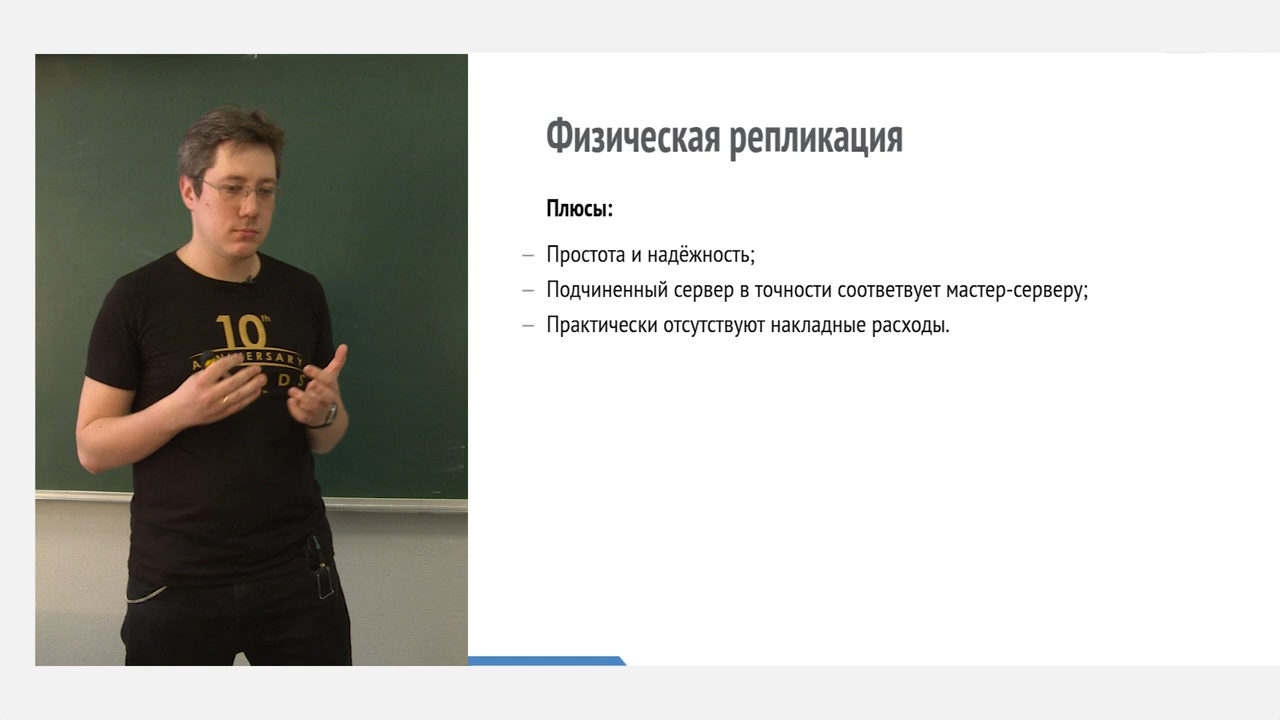 Физическая репликация
Плюсы:
– Простота и надёжность;
– Подчиненный сервер в точности соответвует мастер-серверу;
– Практически отсутствуют накладные расходы.
10th